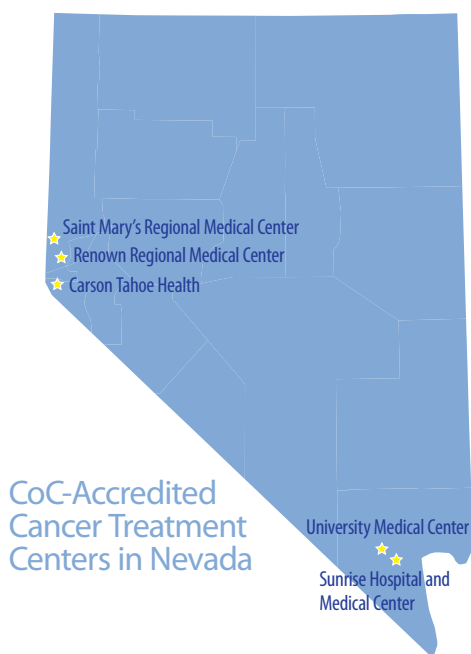 Saint Mary's Regional Medical Center
Renown Regional Medical Center
Carson Tahoe Health
CoC-Accredited
Cancer Treatment
Centers in Nevada
University Medical Center
Sunrise Hospital and
Medical Center